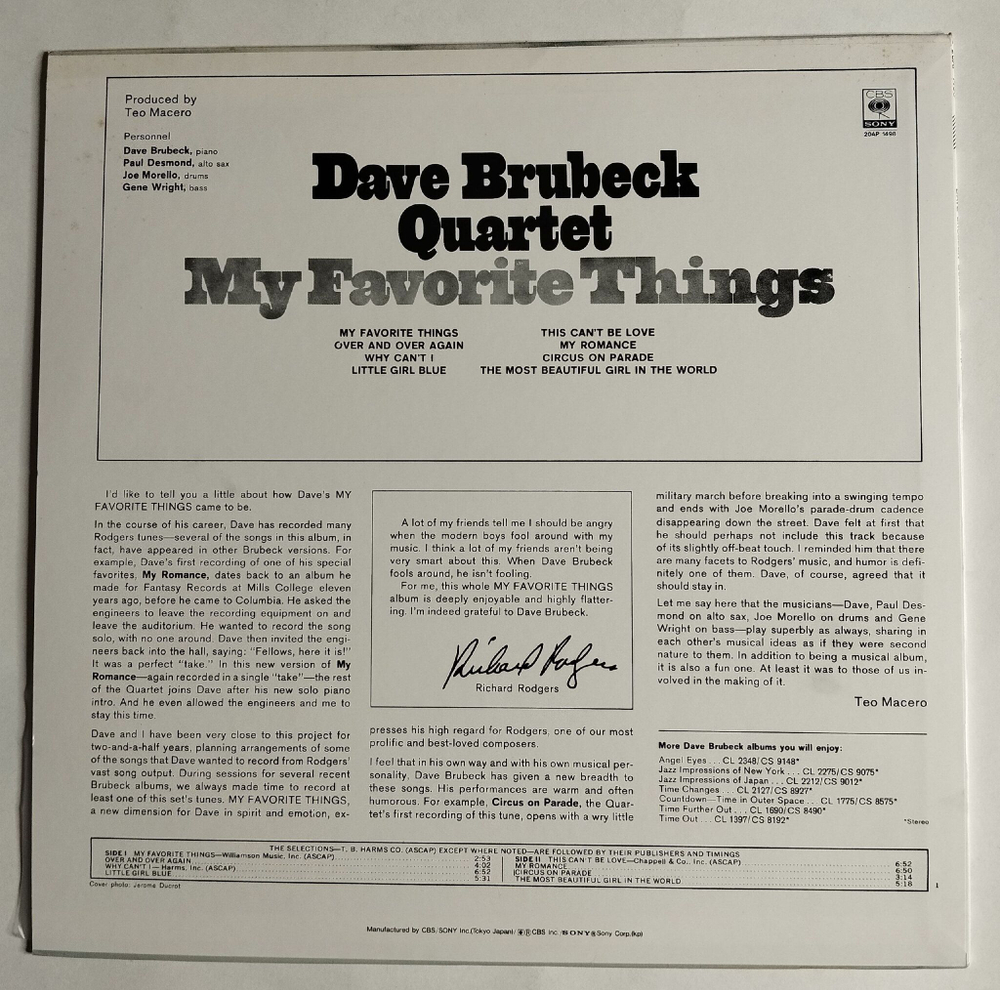 Produced by
Teo Macero
Personnel
Dave Brubeck, piano
Paul Desmond, alto sax
Joe Morello, drums
Gene Wright, bass
CBS
SONY
20AP 1498
Dave Brubeck
Quartet
My Favorite Things
MY FAVORITE THINGS
OVER AND OVER AGAIN
WHY CAN'T I
LITTLE GIRL BLUE
THIS CAN'T BE LOVE
MY ROMANCE
CIRCUS ON PARADE
THE MOST BEAUTIFUL GIRL IN THE WORLD
I'd like to tell you a little about how Dave's MY
FAVORITE THINGS came to be.
In the course of his career, Dave has recorded many
Rodgers tunes—several of the songs in this album, in
fact, have appeared in other Brubeck versions. For
example, Dave's first recording of one of his special
favorites, My Romance, dates back to an album he
made for Fantasy Records at Mills College eleven
years ago, before he came to Columbia. He asked the
engineers to leave the recording equipment on and
leave the auditorium. He wanted to record the song
solo, with no one around. Dave then invited the engi-
neers back into the hall, saying: "Fellows, here it is!"
It was a perfect "take." In this new version of My
Romance—again recorded in a single "take"—the rest
of the Quartet joins Dave after his new solo piano
intro. And he even allowed the engineers and me to
stay this time.
Dave and I have been very close to this project for
two-and-a-half years, planning arrangements of some
of the songs that Dave wanted to record from Rodgers'
vast song output. During sessions for several recent
Brubeck albums, we always made time to record at
least one of this set's tunes. MY FAVORITE THINGS,
a new dimension for Dave in spirit and emotion, ex-
A lot of my friends tell me I should be angry
when the modern boys fool around with my
music. I think a lot of my friends aren't being
very smart about this. When Dave Brubeck
fools around, he isn't fooling.
For me, this whole MY FAVORITE THINGS
album is deeply enjoyable and highly flatter-
ing. I'm indeed grateful to Dave Brubeck.
Richard Rodgers
Richard Rodgers
presses his high regard for Rodgers, one of our most
prolific and best-loved composers.
I feel that in his own way and with his own musical per-
sonality, Dave Brubeck has given a new breadth to
these songs. His performances are warm and often
humorous. For example, Circus on Parade, the Quar-
tet's first recording of this tune, opens with a wry little
military march before breaking into a swinging tempo
and ends with Joe Morello's parade-drum cadence
disappearing down the street. Dave felt at first that
he should perhaps not include this track because
of its slightly off-beat touch. I reminded him that there
are many facets to Rodgers' music, and humor is defi-
nitely one of them. Dave, of course, agreed that it
should stay in.
Let me say here that the musicians—Dave, Paul Des-
mond on alto sax, Joe Morello on drums and Gene
Wright on bass—play superbly as always, sharing in
each other's musical ideas as if they were second
nature to them. In addition to being a musical album,
it is also a fun one. At least it was to those of us in-
volved in the making of it.
Teo Macero
More Dave Brubeck albums you will enjoy:
Angel Eyes . . . CL 2348/CS 9148*
Jazz Impressions of New York . . . CL 2275/CS 9075*
Jazz Impressions of Japan . . . CL 2212/CS 9012*
Time Changes . . . CL 2127/CS 8927*
Countdown—Time in Outer Space . . . CL 1775/CS 8575*
Time Further Out . . . CL 1690/CS 8490*
Time Out . . . CL 1397/CS 8192*
*Stereo
THE SELECTIONS—T. B. HARMS CO. (ASCAP) EXCEPT WHERE NOTED—ARE FOLLOWED BY THEIR PUBLISHERS AND TIMINGS
SIDE I MY FAVORITE THINGS—Williamson Music, Inc. (ASCAP) 2:53
OVER AND OVER AGAIN 4:02
WHY CAN'T I—Harms, Inc. (ASCAP) 6:52
LITTLE GIRL BLUE 5:31
SIDE II THIS CAN'T BE LOVE—Chappell & Co., Inc. (ASCAP) 6:52
MY ROMANCE 6:50
CIRCUS ON PARADE 3:14
THE MOST BEAUTIFUL GIRL IN THE WORLD 5:18
Cover photo: Jerome Ducrot
1
Manufactured by CBS/SONY Inc.(Tokyo Japan)/ ®CBS Inc. SONY®Sony Corp.(kp)